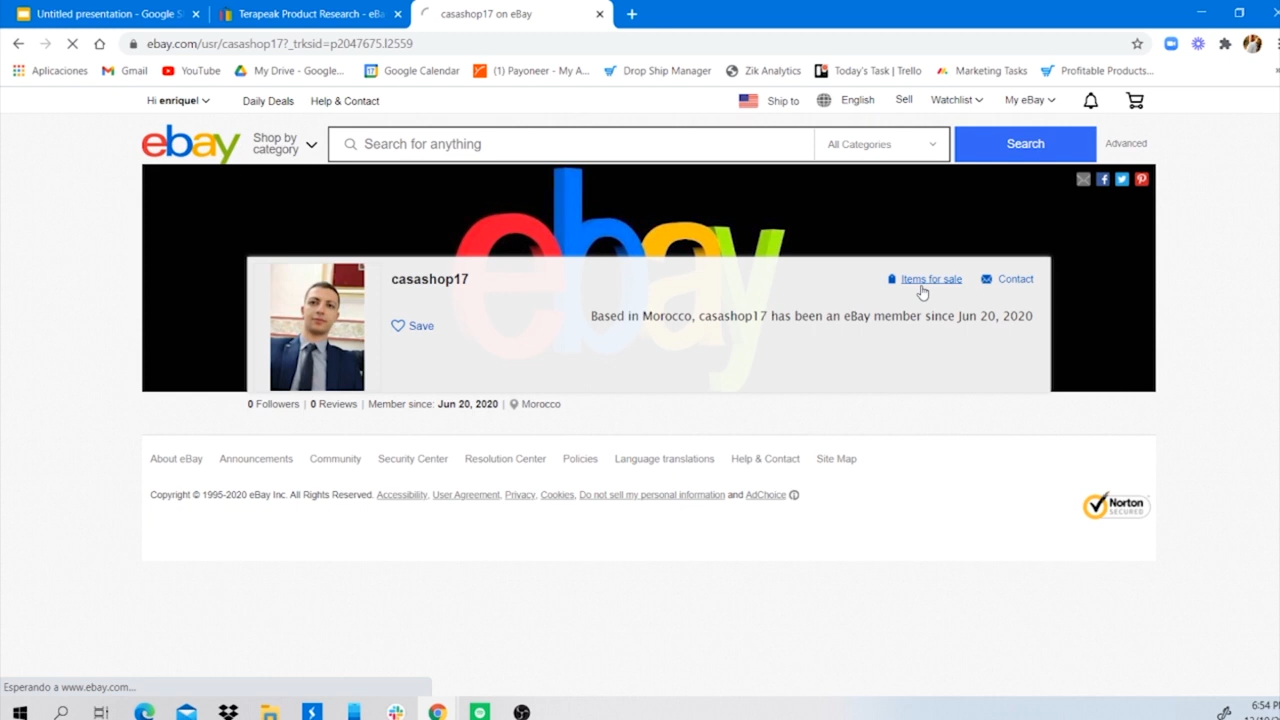 Untitled presentation - Google S
Terapeak Product Research - eBa
casashop17 on eBay
ebay.com/usr/casashop17?_trksid=p2047675.l2559
Aplicaciones
Gmail
YouTube
My Drive - Google...
Google Calendar
(1) Payoneer - My A...
Drop Ship Manager
Zik Analytics
Today's Task | Trello
Marketing Tasks
Profitable Products...
Hi enrique!
Daily Deals
Help & Contact
Ship to
English
Sell
Watchlist
My eBay
ebay
Shop by category
Search for anything
All Categories
Search
Advanced
ebay
casashop17
Items for sale
Contact
Based in Morocco, casashop17 has been an eBay member since Jun 20, 2020
Save
0 Followers | 0 Reviews | Member since: Jun 20, 2020 | Morocco
About eBay
Announcements
Community
Security Center
Resolution Center
Policies
Language translations
Help & Contact
Site Map
Copyright © 1995-2020 eBay Inc. All Rights Reserved. Accessibility, User Agreement, Privacy, Cookies, Do not sell my personal information and AdChoice
Norton
SECURED
Esperando a www.ebay.com...
6:54 PM